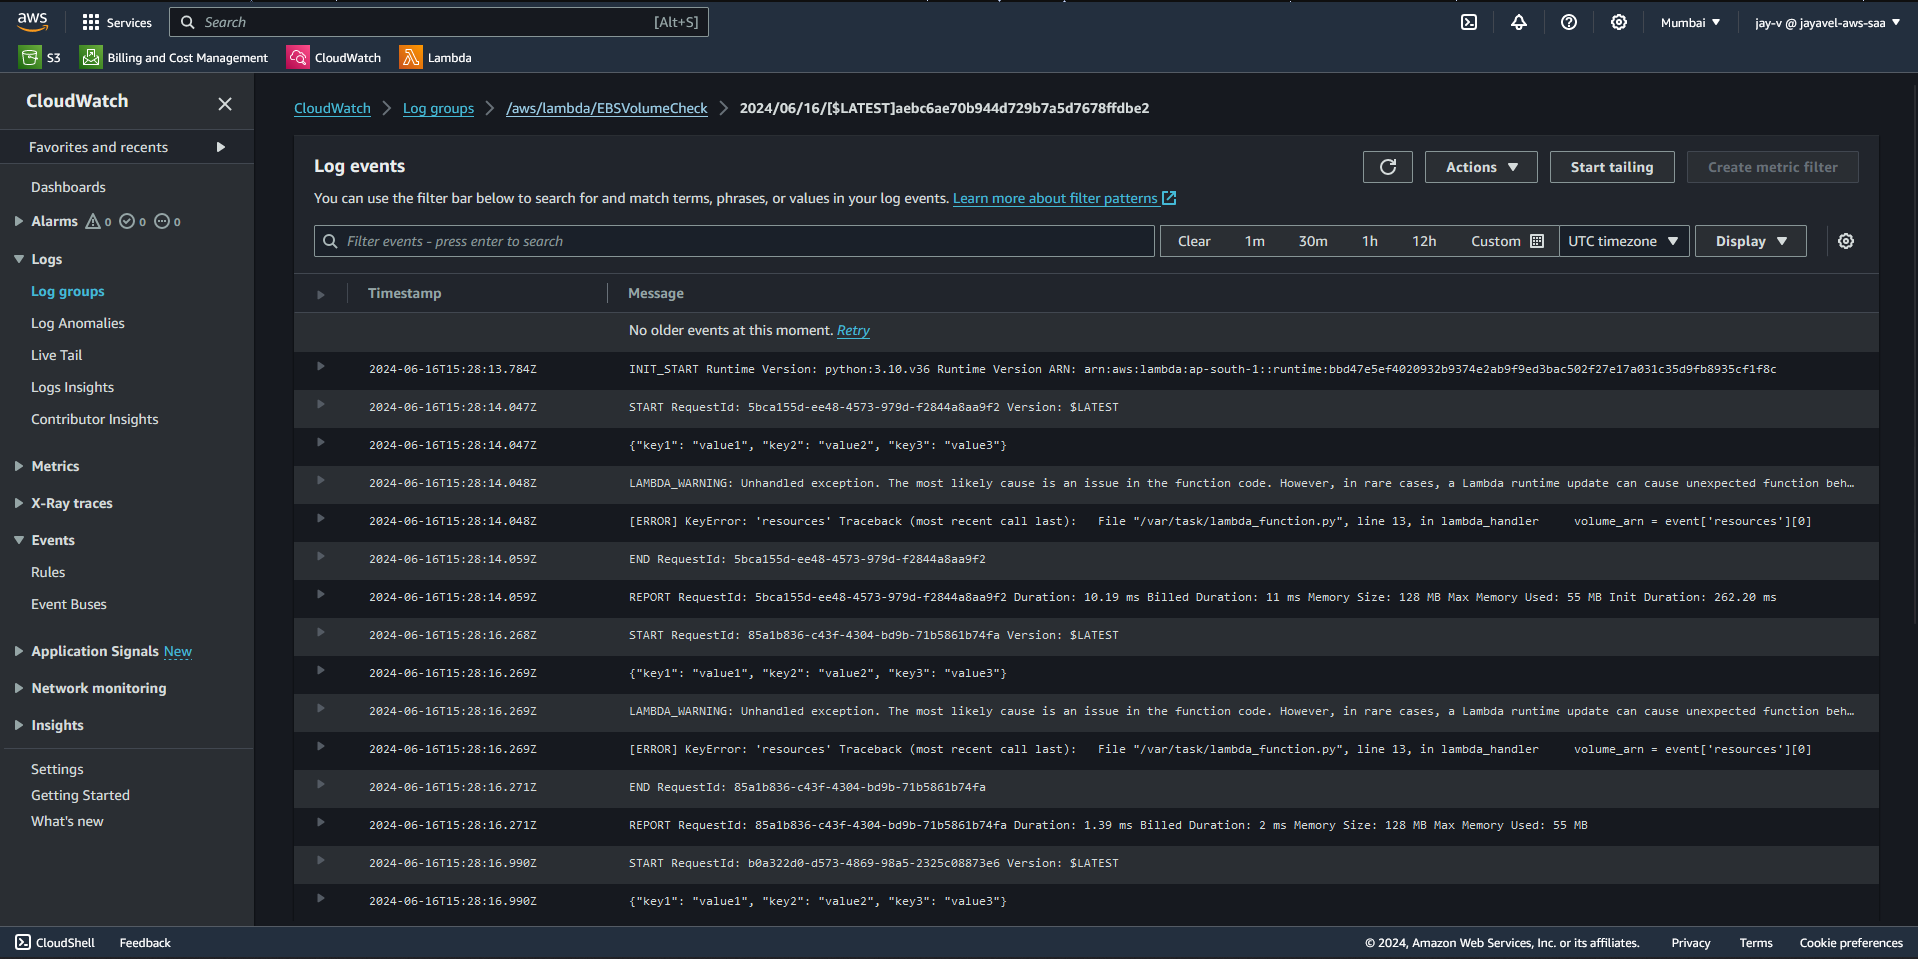 aws Services Search [Alt+S] Mumbai jay-v @ jayavel-aws-saa
S3 Billing and Cost Management CloudWatch Lambda
CloudWatch
Favorites and recents
Dashboards
Alarms 0 0 0
Logs
Log groups
Log Anomalies
Live Tail
Logs Insights
Contributor Insights
Metrics
X-Ray traces
Events
Rules
Event Buses
Application Signals New
Network monitoring
Insights
Settings
Getting Started
What's new
CloudWatch Log groups /aws/lambda/EBSVolumeCheck 2024/06/16/[$LATEST]aebc6ae70b944d729b7a5d7678ffdbe2
Log events
Actions Start tailing Create metric filter
You can use the filter bar below to search for and match terms, phrases, or values in your log events. Learn more about filter patterns
Filter events - press enter to search Clear 1m 30m 1h 12h Custom UTC timezone Display
Timestamp Message
No older events at this moment. Retry
2024-06-16T15:28:13.784Z INIT_START Runtime Version: python:3.10.v36 Runtime Version ARN: arn:aws:lambda:ap-south-1::runtime:bbd47e5ef4020932b9374e2ab9f9ed3bac502f27e17a031c35d9fb8935cf1f8c
2024-06-16T15:28:14.047Z START RequestId: 5bca155d-ee48-4573-979d-f2844a8aa9f2 Version: $LATEST
2024-06-16T15:28:14.047Z {"key1": "value1", "key2": "value2", "key3": "value3"}
2024-06-16T15:28:14.048Z LAMBDA_WARNING: Unhandled exception. The most likely cause is an issue in the function code. However, in rare cases, a Lambda runtime update can cause unexpected function beh…
2024-06-16T15:28:14.048Z [ERROR] KeyError: 'resources' Traceback (most recent call last): File "/var/task/lambda_function.py", line 13, in lambda_handler volume_arn = event['resources'][0]
2024-06-16T15:28:14.059Z END RequestId: 5bca155d-ee48-4573-979d-f2844a8aa9f2
2024-06-16T15:28:14.059Z REPORT RequestId: 5bca155d-ee48-4573-979d-f2844a8aa9f2 Duration: 10.19 ms Billed Duration: 11 ms Memory Size: 128 MB Max Memory Used: 55 MB Init Duration: 262.20 ms
2024-06-16T15:28:16.268Z START RequestId: 85a1b836-c43f-4304-bd9b-71b5861b74fa Version: $LATEST
2024-06-16T15:28:16.269Z {"key1": "value1", "key2": "value2", "key3": "value3"}
2024-06-16T15:28:16.269Z LAMBDA_WARNING: Unhandled exception. The most likely cause is an issue in the function code. However, in rare cases, a Lambda runtime update can cause unexpected function beh…
2024-06-16T15:28:16.269Z [ERROR] KeyError: 'resources' Traceback (most recent call last): File "/var/task/lambda_function.py", line 13, in lambda_handler volume_arn = event['resources'][0]
2024-06-16T15:28:16.271Z END RequestId: 85a1b836-c43f-4304-bd9b-71b5861b74fa
2024-06-16T15:28:16.271Z REPORT RequestId: 85a1b836-c43f-4304-bd9b-71b5861b74fa Duration: 1.39 ms Billed Duration: 2 ms Memory Size: 128 MB Max Memory Used: 55 MB
2024-06-16T15:28:16.990Z START RequestId: b0a322d0-d573-4869-98a5-2325c08873e6 Version: $LATEST
2024-06-16T15:28:16.990Z {"key1": "value1", "key2": "value2", "key3": "value3"}
CloudShell Feedback © 2024, Amazon Web Services, Inc. or its affiliates. Privacy Terms Cookie preferences